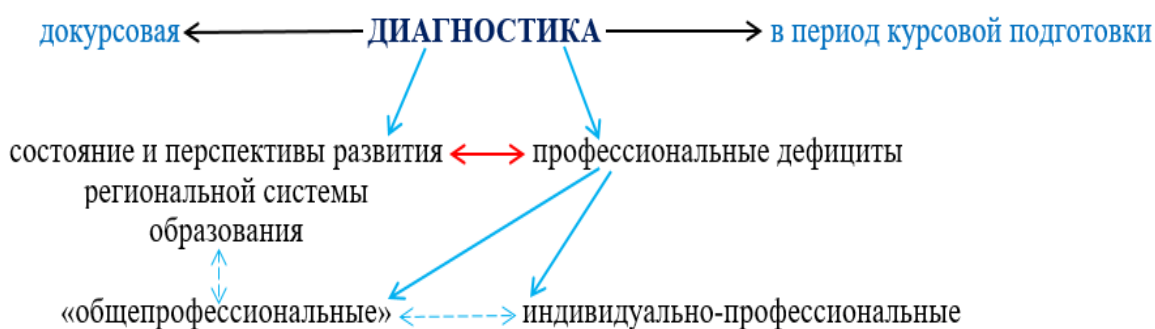 докурсовая ДИАГНОСТИКА в период курсовой подготовки
состояние и перспективы развития профессиональные дефициты
региональной системы
образования
«общепрофессиональные» индивидуально-профессиональные